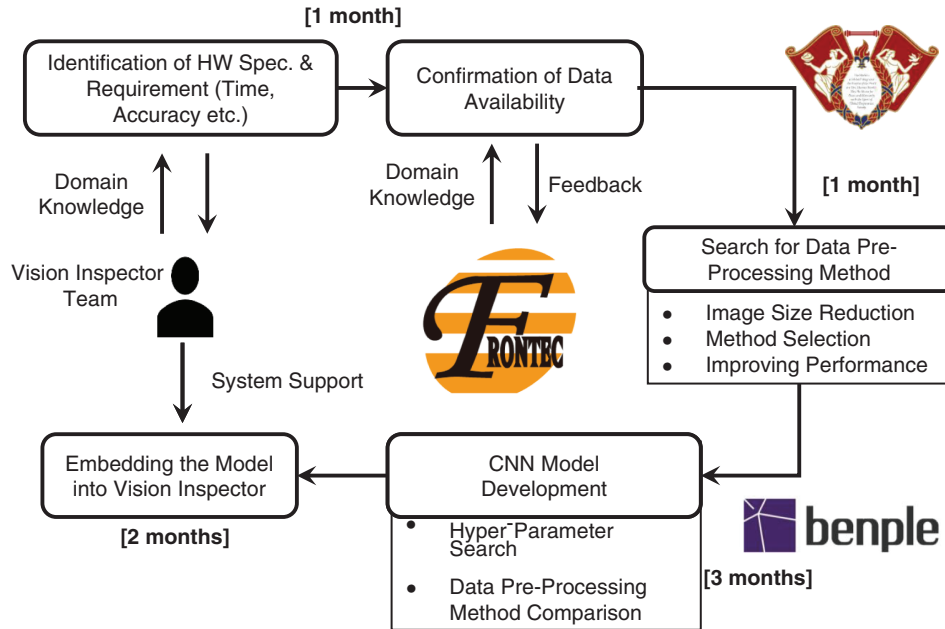 [1 month]
Identification of HW Spec. &
Requirement (Time,
Accuracy etc.)
Confirmation of Data
Availability
Domain
Knowledge
Domain
Knowledge
Feedback
[1 month]
Vision Inspector
Team
FRONTEC
Search for Data Pre-
Processing Method
● Image Size Reduction
● Method Selection
● Improving Performance
System Support
Embedding the Model
into Vision Inspector
[2 months]
CNN Model
Development
● Hyper-Parameter
Search
● Data Pre-Processing
Method Comparison
[3 months]
benple